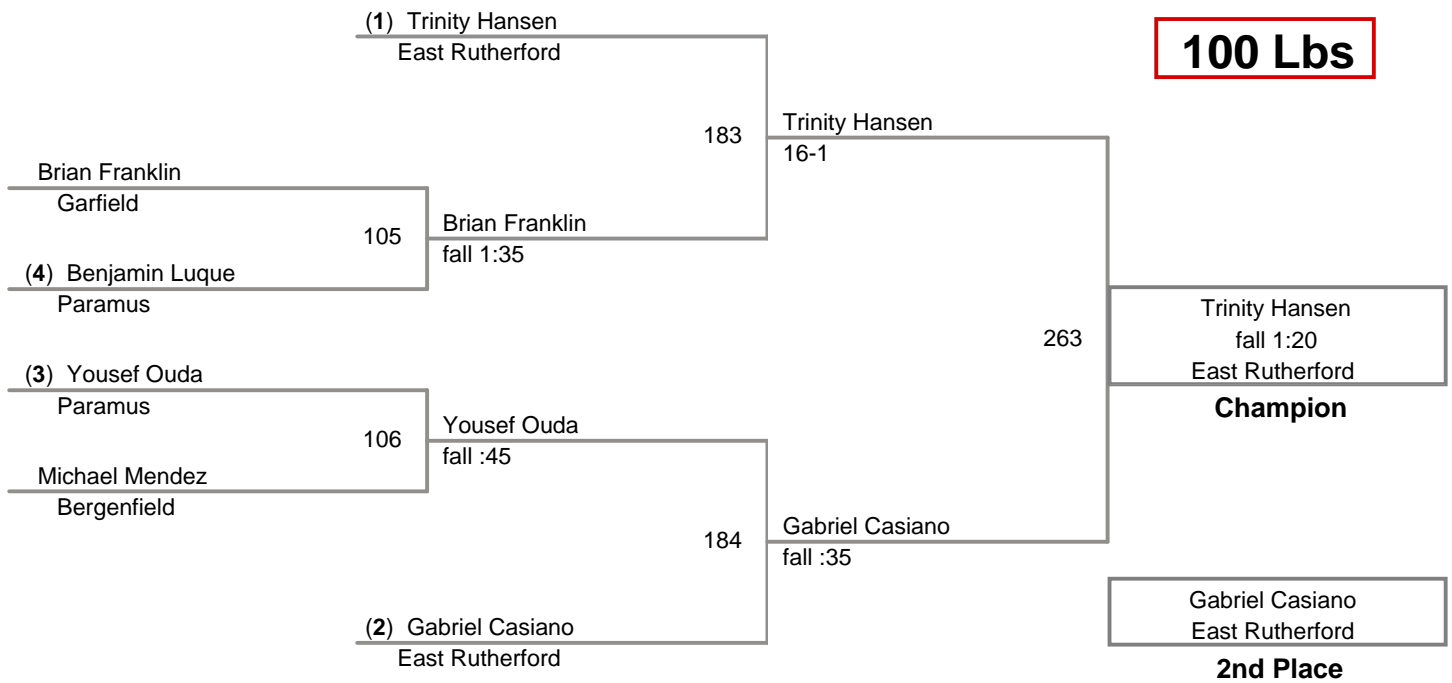 (1) Trinity Hansen
East Rutherford
100 Lbs
183
Trinity Hansen
16-1
Brian Franklin
Garfield
105
Brian Franklin
fall 1:35
(4) Benjamin Luque
Paramus
263
Trinity Hansen
fall 1:20
East Rutherford
Champion
(3) Yousef Ouda
Paramus
106
Yousef Ouda
fall :45
Michael Mendez
Bergenfield
184
Gabriel Casiano
fall :35
(2) Gabriel Casiano
East Rutherford
Gabriel Casiano
East Rutherford
2nd Place